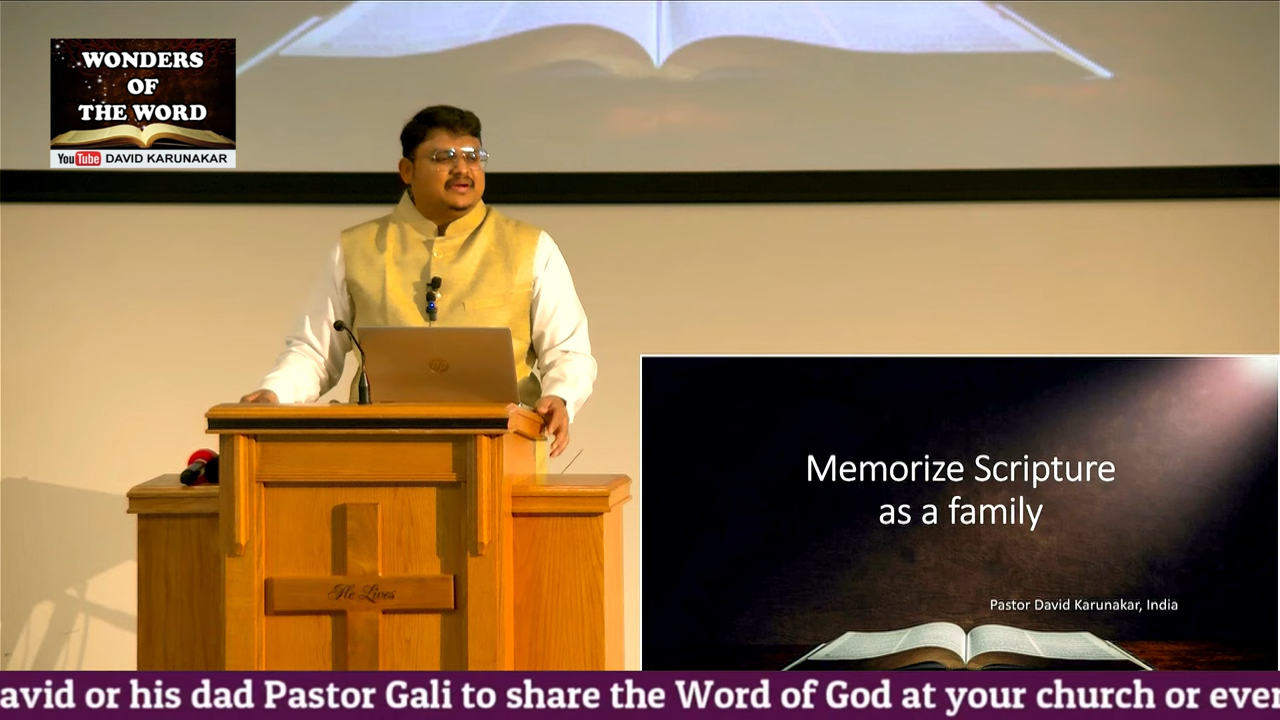 WONDERS
OF
THE WORD
YouTube DAVID KARUNAKAR
hp
He Lives
Memorize Scripture
as a family
Pastor David Karunakar, India
avid or his dad Pastor Gali to share the Word of God at your church or ever